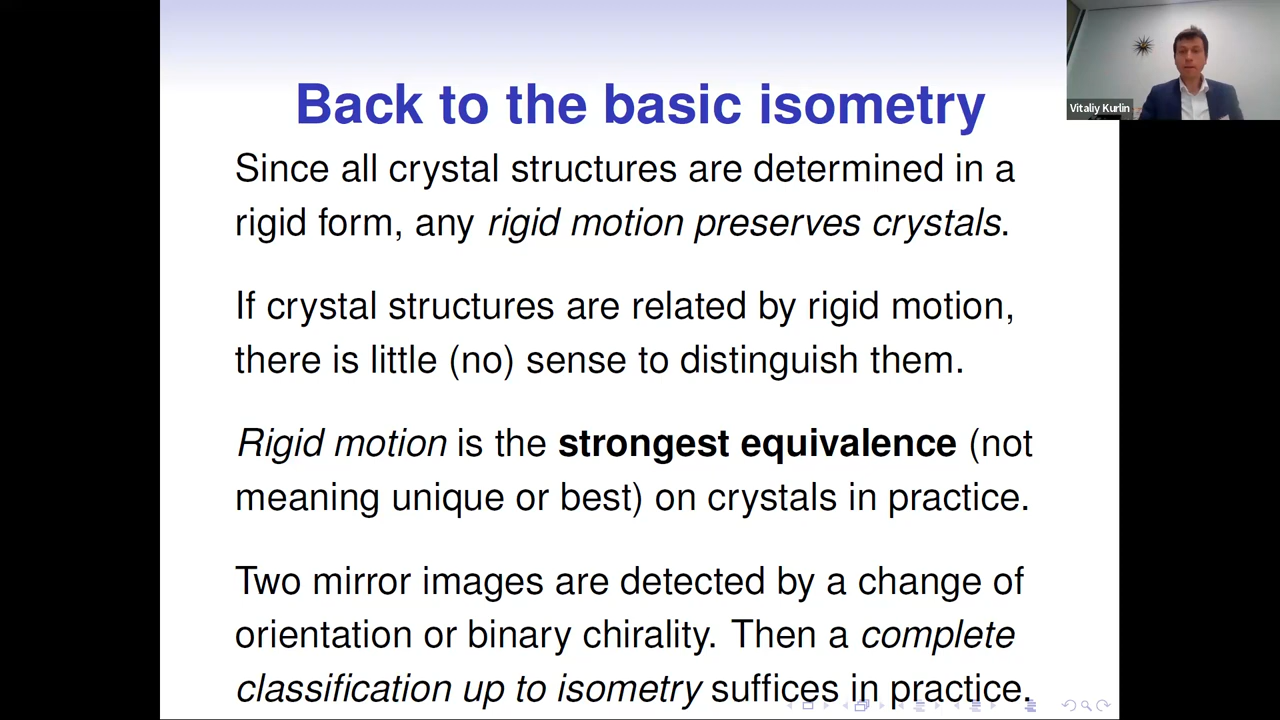 Back to the basic isometry
Vitaliy Kurlin
Since all crystal structures are determined in a
rigid form, any rigid motion preserves crystals.
If crystal structures are related by rigid motion,
there is little (no) sense to distinguish them.
Rigid motion is the strongest equivalence (not
meaning unique or best) on crystals in practice.
Two mirror images are detected by a change of
orientation or binary chirality. Then a complete
classification up to isometry suffices in practice.